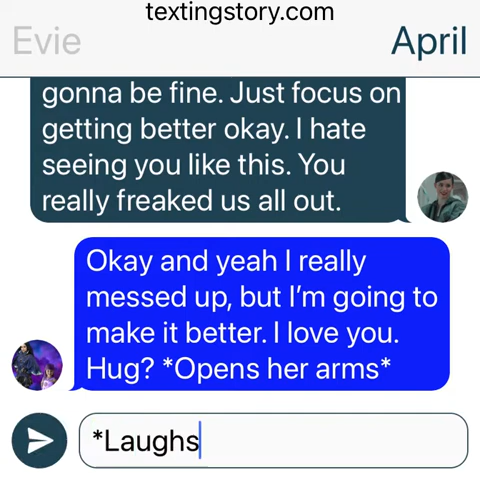 textingstory.com
Evie
April
gonna be fine. Just focus on
getting better okay. I hate
seeing you like this. You
really freaked us all out.
Okay and yeah I really
messed up, but I’m going to
make it better. I love you.
Hug? *Opens her arms*
*Laughs